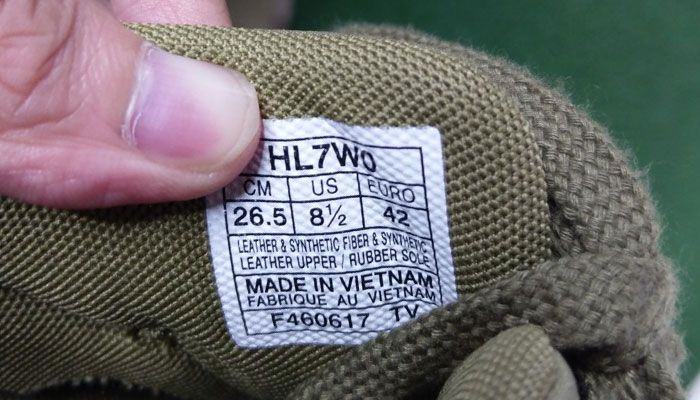 HL7W0
CM US EURO
26.5 8½ 42
LEATHER & SYNTHETIC FIBER & SYNTHETIC
LEATHER UPPER / RUBBER SOLE
MADE IN VIETNAM
FABRIQUE AU VIETNAM
F460617 TV